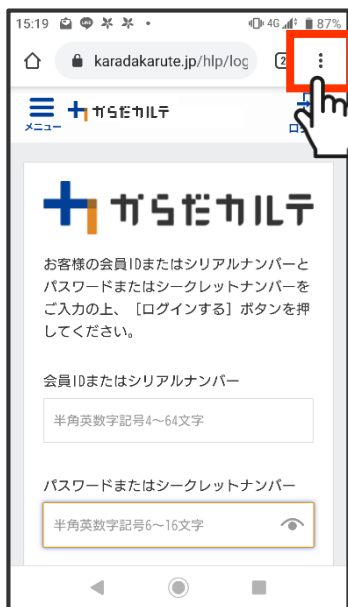 15:19 4G 87%
karadakarute.jp/hlp/log
メニュー からだカルテ
からだカルテ
お客様の会員IDまたはシリアルナンバーと
パスワードまたはシークレットナンバーを
ご入力の上、［ログインする］ボタンを押
してください。
会員IDまたはシリアルナンバー
半角英数字記号4～64文字
パスワードまたはシークレットナンバー
半角英数字記号6～16文字